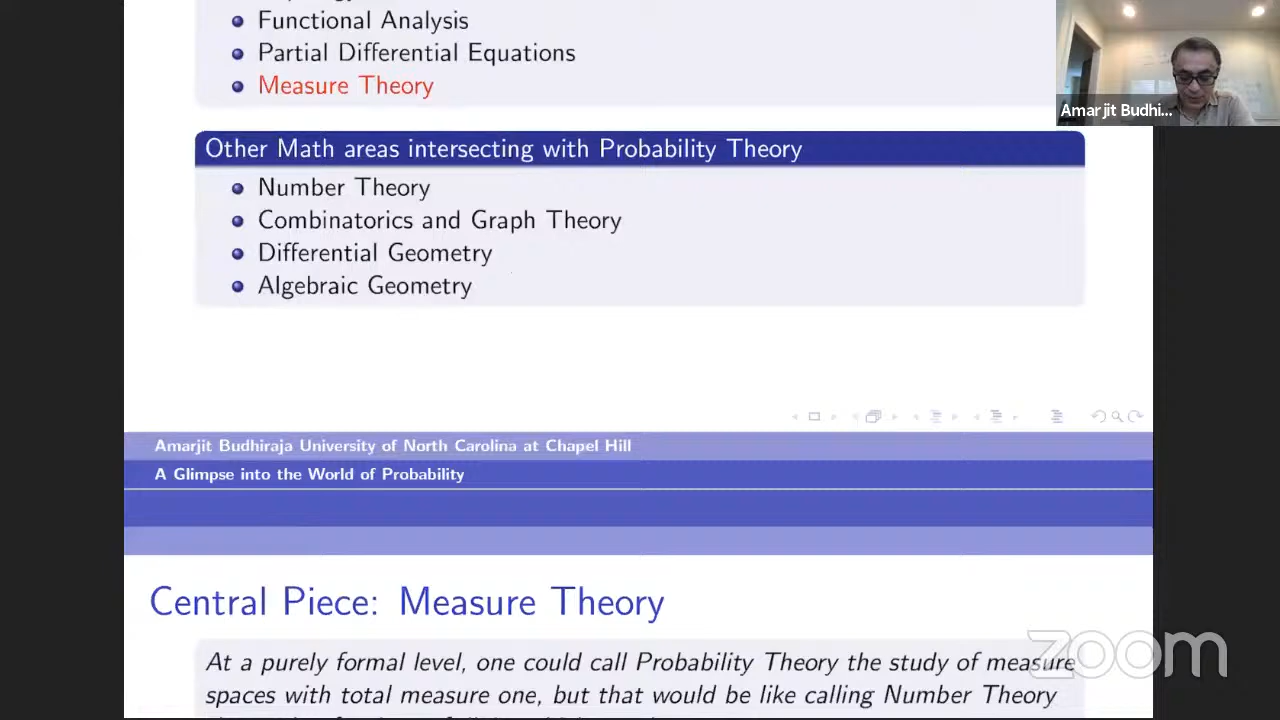 Functional Analysis
Partial Differential Equations
Measure Theory
Amarjit Budhi...
Other Math areas intersecting with Probability Theory
Number Theory
Combinatorics and Graph Theory
Differential Geometry
Algebraic Geometry
Amarjit Budhiraja University of North Carolina at Chapel Hill
A Glimpse into the World of Probability
Central Piece: Measure Theory
At a purely formal level, one could call Probability Theory the study of measure
spaces with total measure one, but that would be like calling Number Theory
zoom